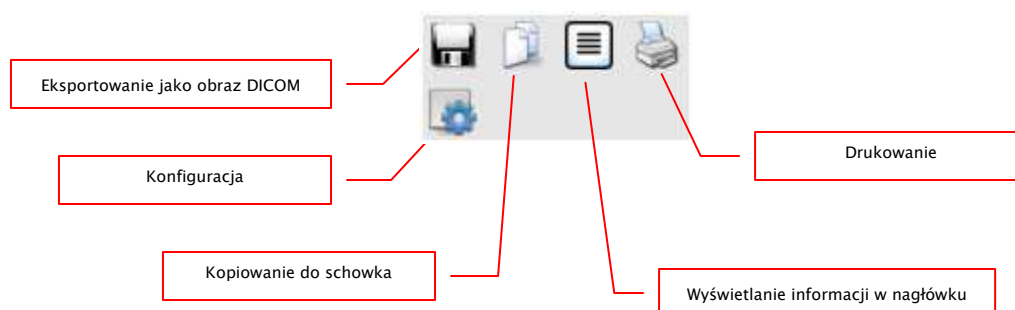 Eksportowanie jako obraz DICOM
Drukowanie
Konfiguracja
Kopiowanie do schowka
Wyświetlanie informacji w nagłówku